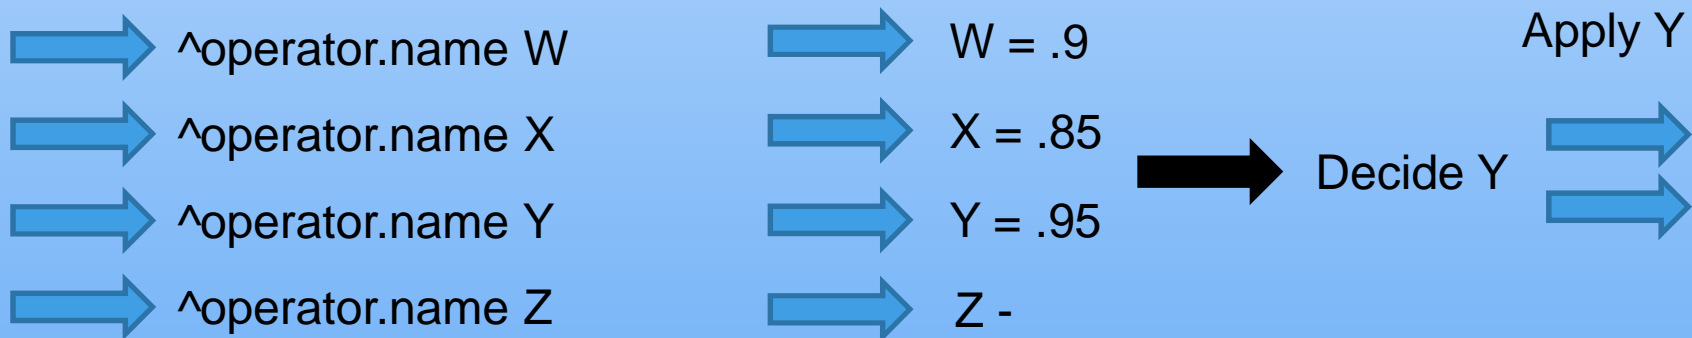 ^operator.name W
^operator.name X
^operator.name Y
^operator.name Z
W = .9
X = .85
Y = .95
Z -
Decide Y
Apply Y